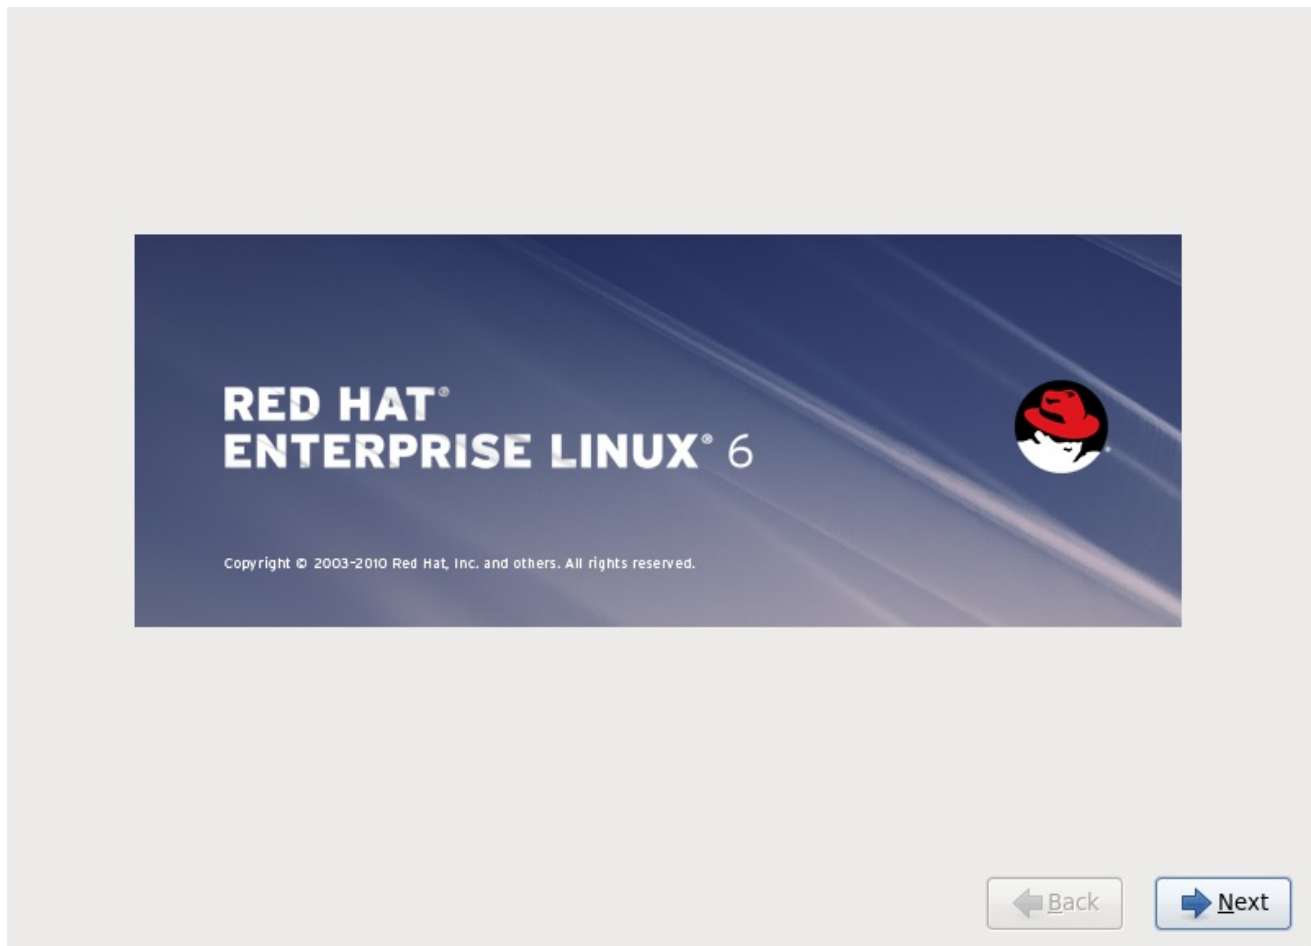 RED HAT®
ENTERPRISE LINUX® 6
Copyright © 2003-2010 Red Hat, Inc. and others. All rights reserved.
Back
Next